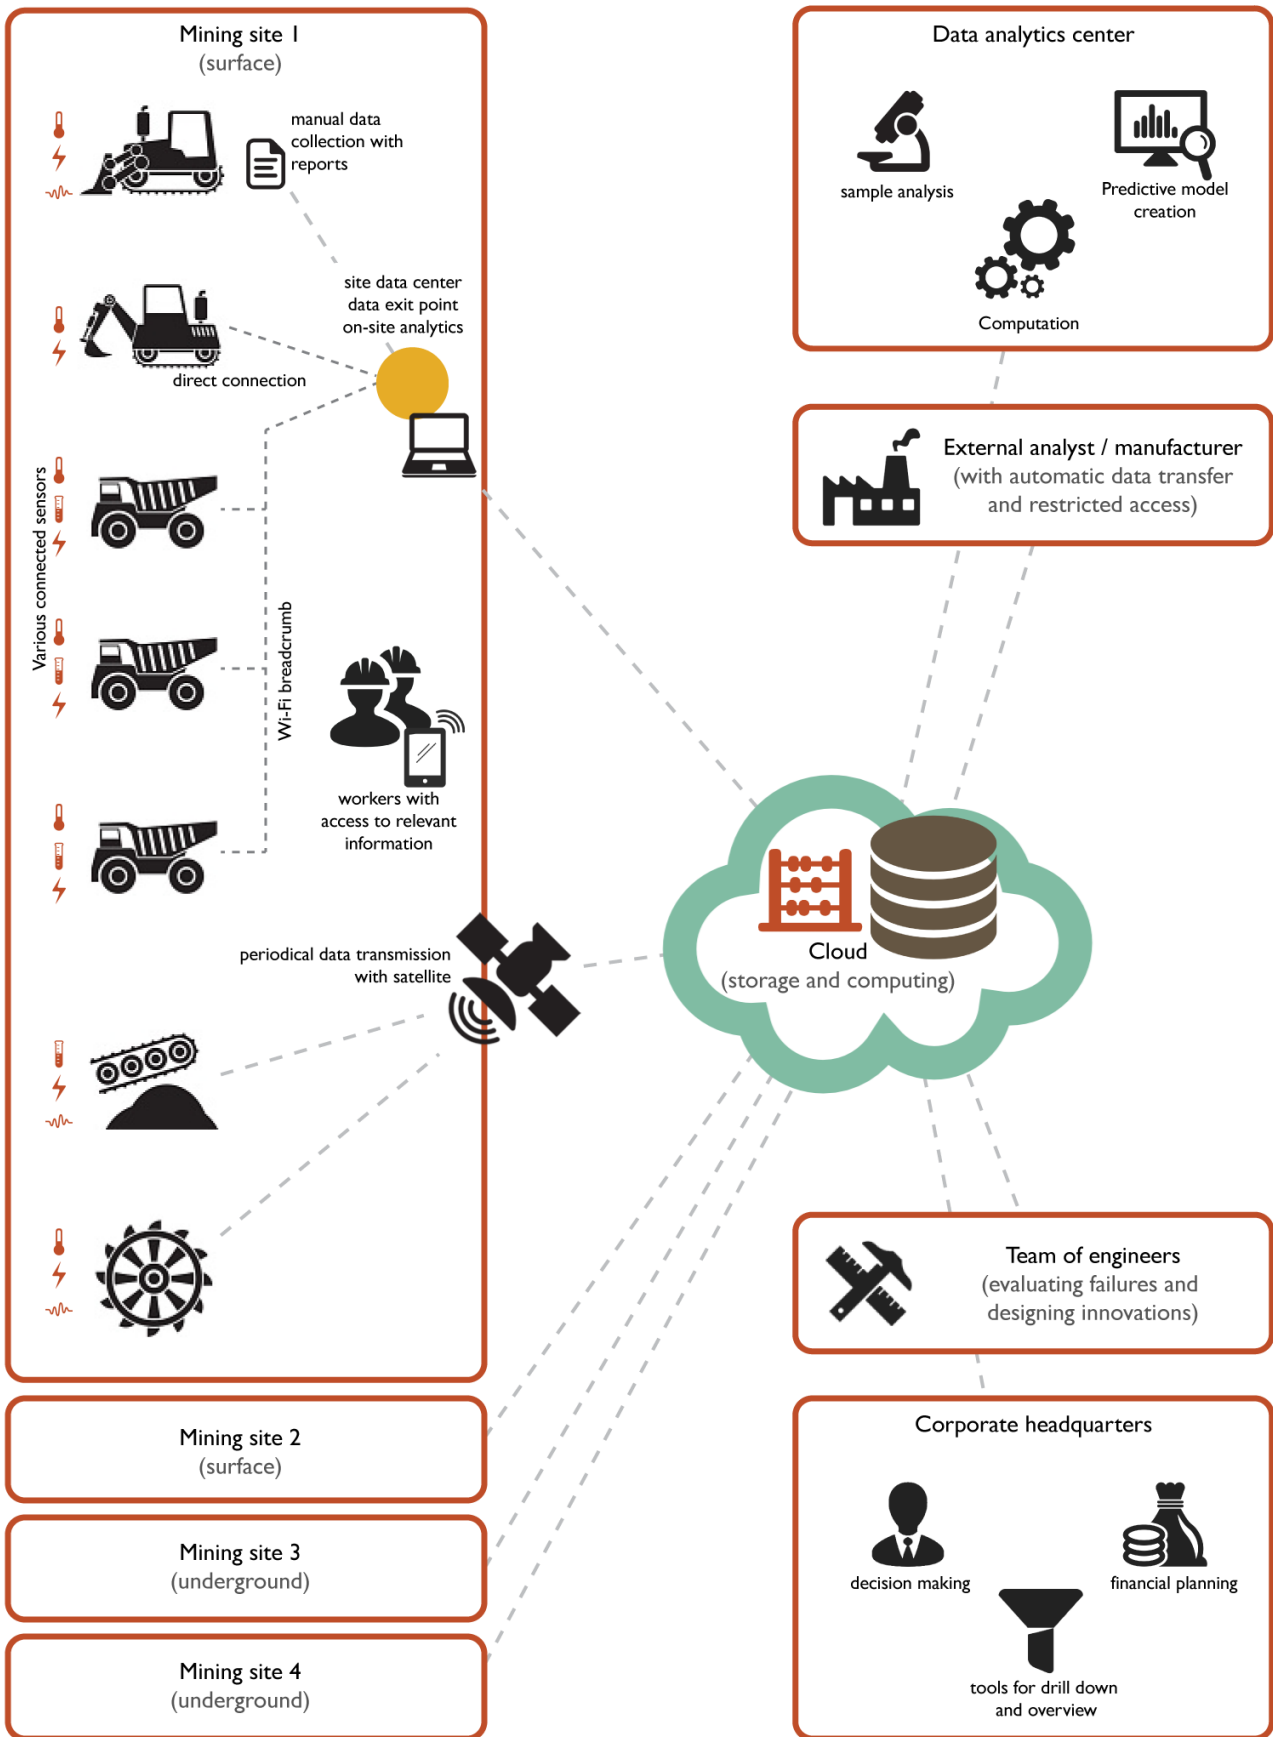 Mining site 1
(surface)
manual data
collection with
reports
site data center
data exit point
on-site analytics
direct connection
Various connected sensors
Wi-Fi breadcrumb
workers with
access to relevant
information
periodical data transmission
with satellite
Mining site 2
(surface)
Mining site 3
(underground)
Mining site 4
(underground)
Cloud
(storage and computing)
Data analytics center
sample analysis
Predictive model
creation
Computation
External analyst / manufacturer
(with automatic data transfer
and restricted access)
Team of engineers
(evaluating failures and
designing innovations)
Corporate headquarters
decision making
financial planning
tools for drill down
and overview